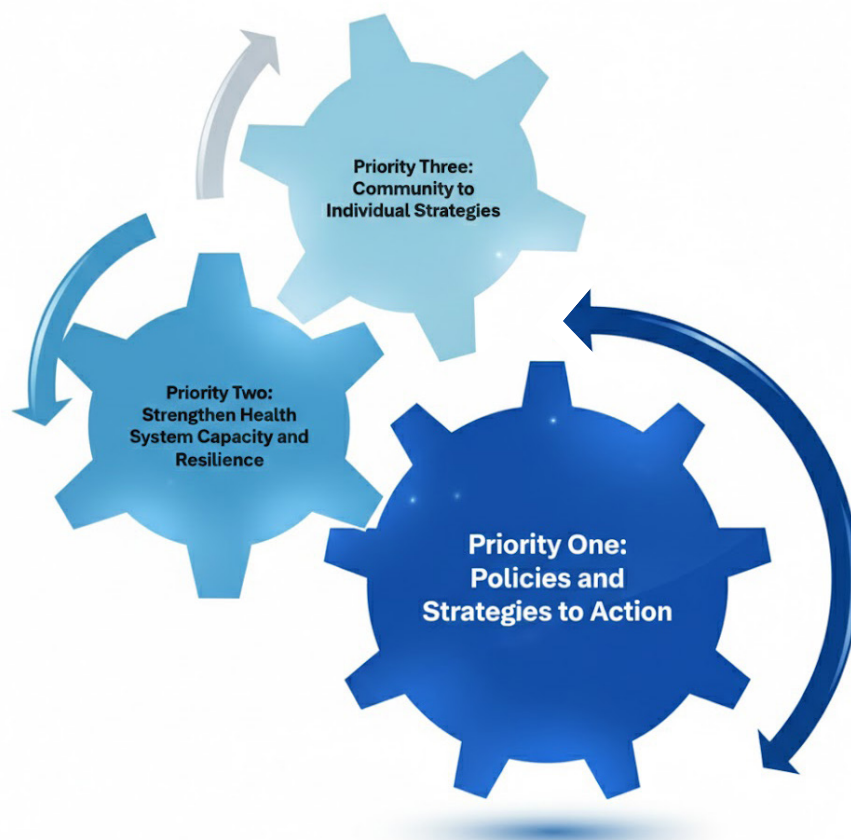 Priority Three:
Community to
Individual Strategies
Priority Two:
Strengthen Health
System Capacity and
Resilience
Priority One:
Policies and
Strategies to Action